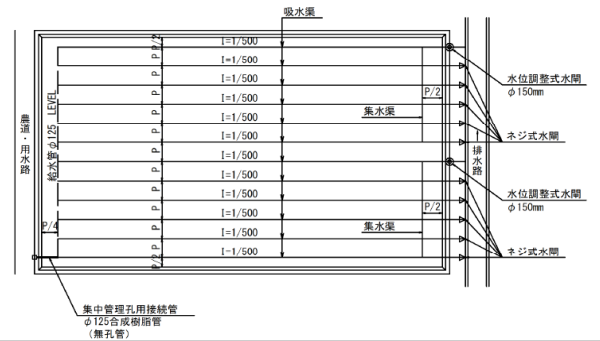 吸水渠
P/2
I=1/500
P
I=1/500
P
I=1/500
P
I=1/500
P
I=1/500
P
I=1/500
P
I=1/500
P
I=1/500
P
I=1/500
P
I=1/500
P
I=1/500
P/2
I-1/500
農道・用水路
給水管φ125 LEVEL
P/4
P/2
集水渠
P/2
集水渠
水位調整式水閘
φ150mm
ネジ式水閘
排水路
水位調整式水閘
φ150mm
ネジ式水閘
集中管理孔用接続管
φ125合成樹脂管
(無孔管)